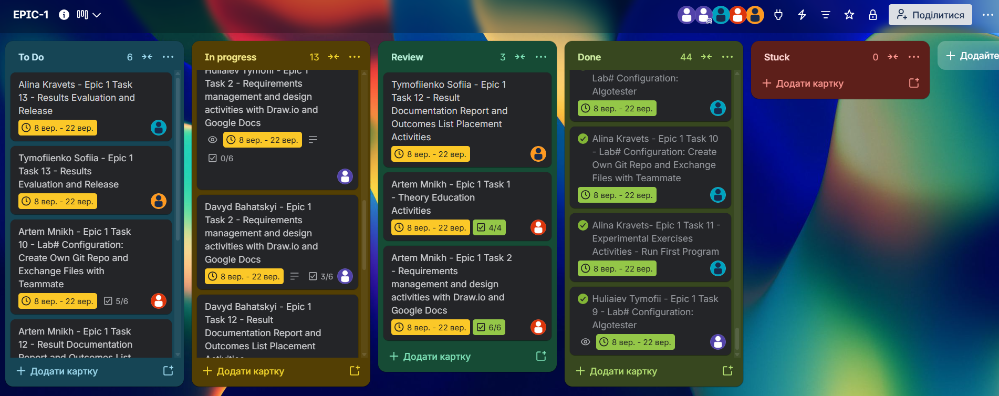 EPIC-1
Поділитися
To Do
6
Alina Kravets - Epic 1 Task
13 - Results Evaluation and
Release
8 вер. - 22 вер.
Tymofiienko Sofiia - Epic 1
Task 13 - Results
Evaluation and Release
8 вер. - 22 вер.
Artem Mnikh - Epic 1 Task
10 - Lab# Configuration:
Create Own Git Repo and
Exchange Files with
Teammate
8 вер. - 22 вер.
5/6
Artem Mnikh - Epic 1 Task
12 - Result Documentation
Report and Outcomes List
Додати картку
In progress
13
Huliaiev Tymofii - Epic 1
Task 2 - Requirements
management and design
activities with Draw.io and
Google Docs
8 вер. - 22 вер.
0/6
Davyd Bahatskyi - Epic 1
Task 2 - Requirements
management and design
activities with Draw.io and
Google Docs
8 вер. - 22 вер.
3/6
Davyd Bahatskyi - Epic 1
Task 12 - Result
Documentation Report and
Outcomes List Placement
Activities
Додати картку
Review
3
Tymofiienko Sofiia - Epic 1
Task 12 - Result
Documentation Report and
Outcomes List Placement
Activities
8 вер. - 22 вер.
Artem Mnikh - Epic 1 Task 1
- Theory Education
Activities
8 вер. - 22 вер.
4/4
Artem Mnikh - Epic 1 Task 2
- Requirements
management and design
activities with Draw.io and
Google Docs
8 вер. - 22 вер.
6/6
Додати картку
Done
44
Lab# Configuration:
Algotester
8 вер. - 22 вер.
Alina Kravets - Epic 1 Task 10
- Lab# Configuration: Create
Own Git Repo and Exchange
Files with Teammate
8 вер. - 22 вер.
Alina Kravets- Epic 1 Task 11 -
Experimental Exercises
Activities - Run First Program
8 вер. - 22 вер.
Huliaiev Tymofii - Epic 1 Task
9 - Lab# Configuration:
Algotester
8 вер. - 22 вер.
Додати картку
Stuck
0
Додати картку
Додайте